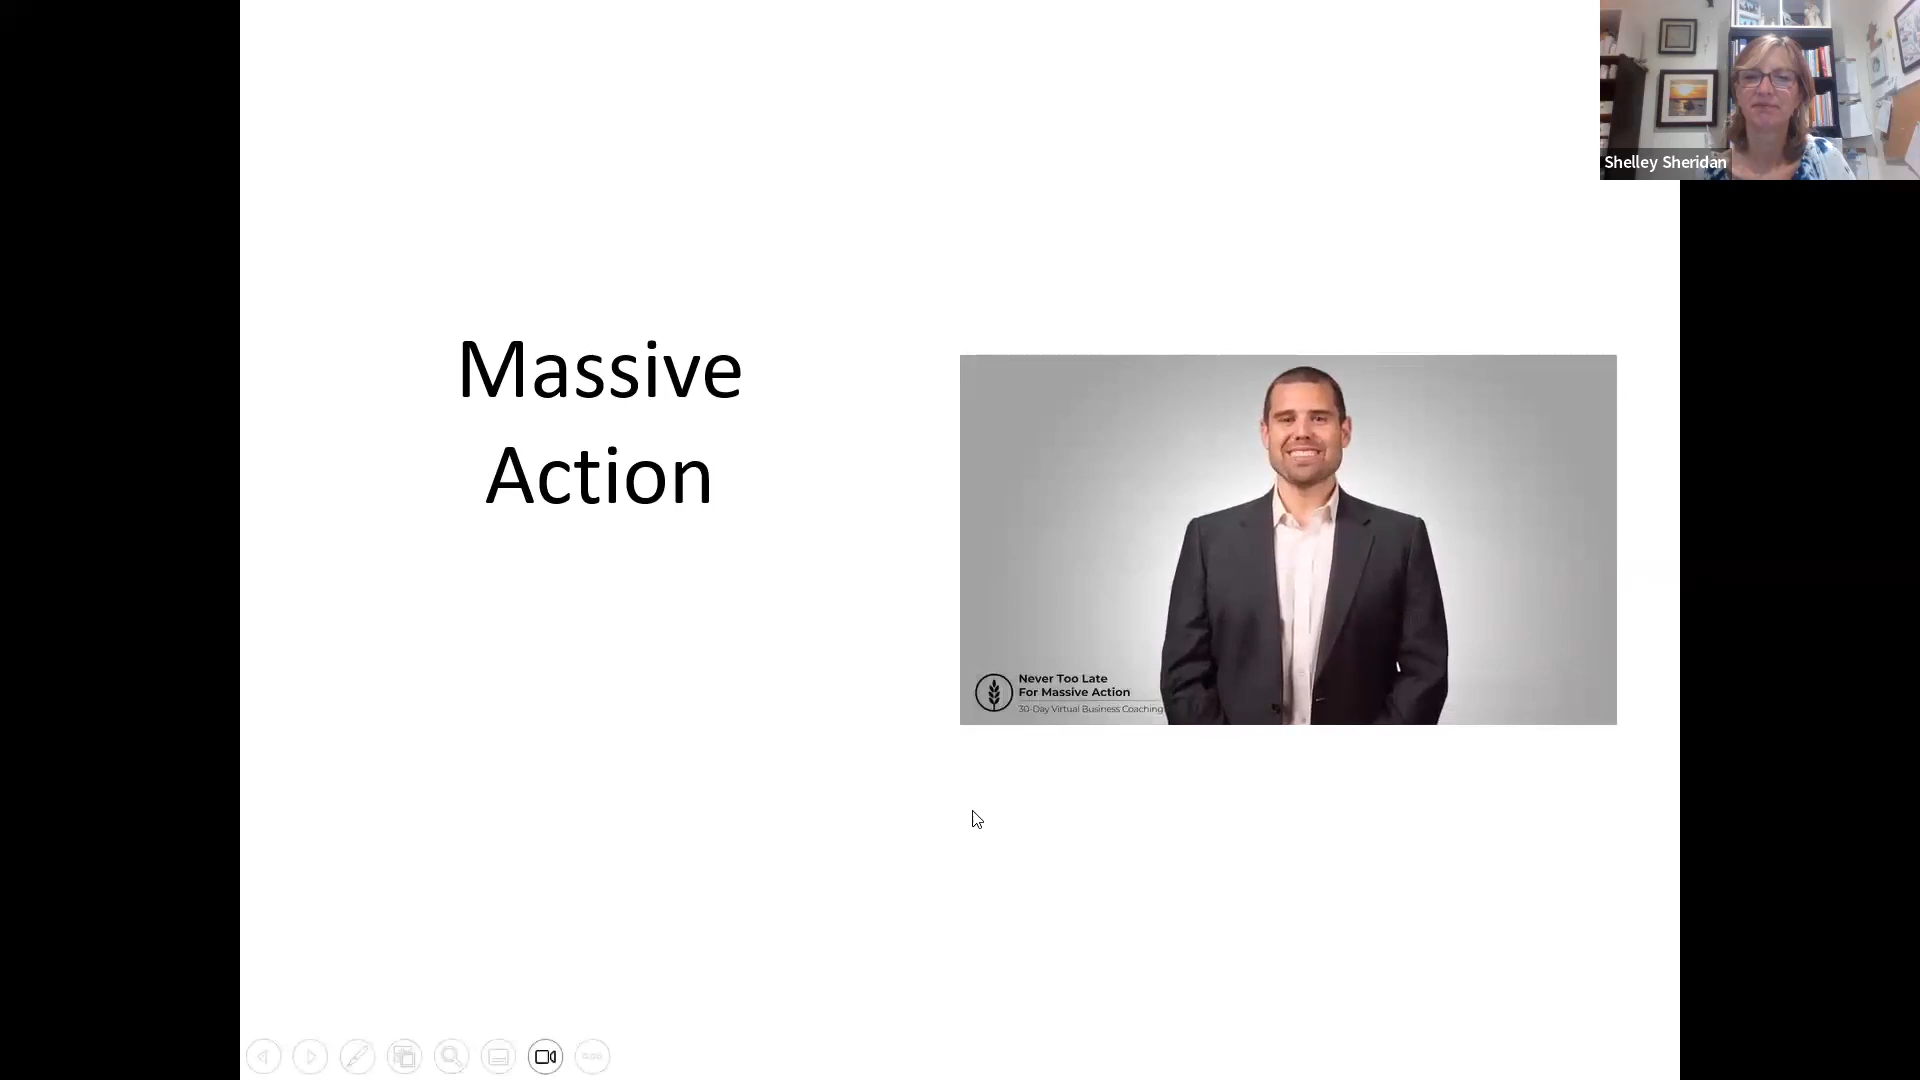 Shelley Sheridan
Massive
Action
Never Too Late
For Massive Action
30-Day Virtual Business Coaching